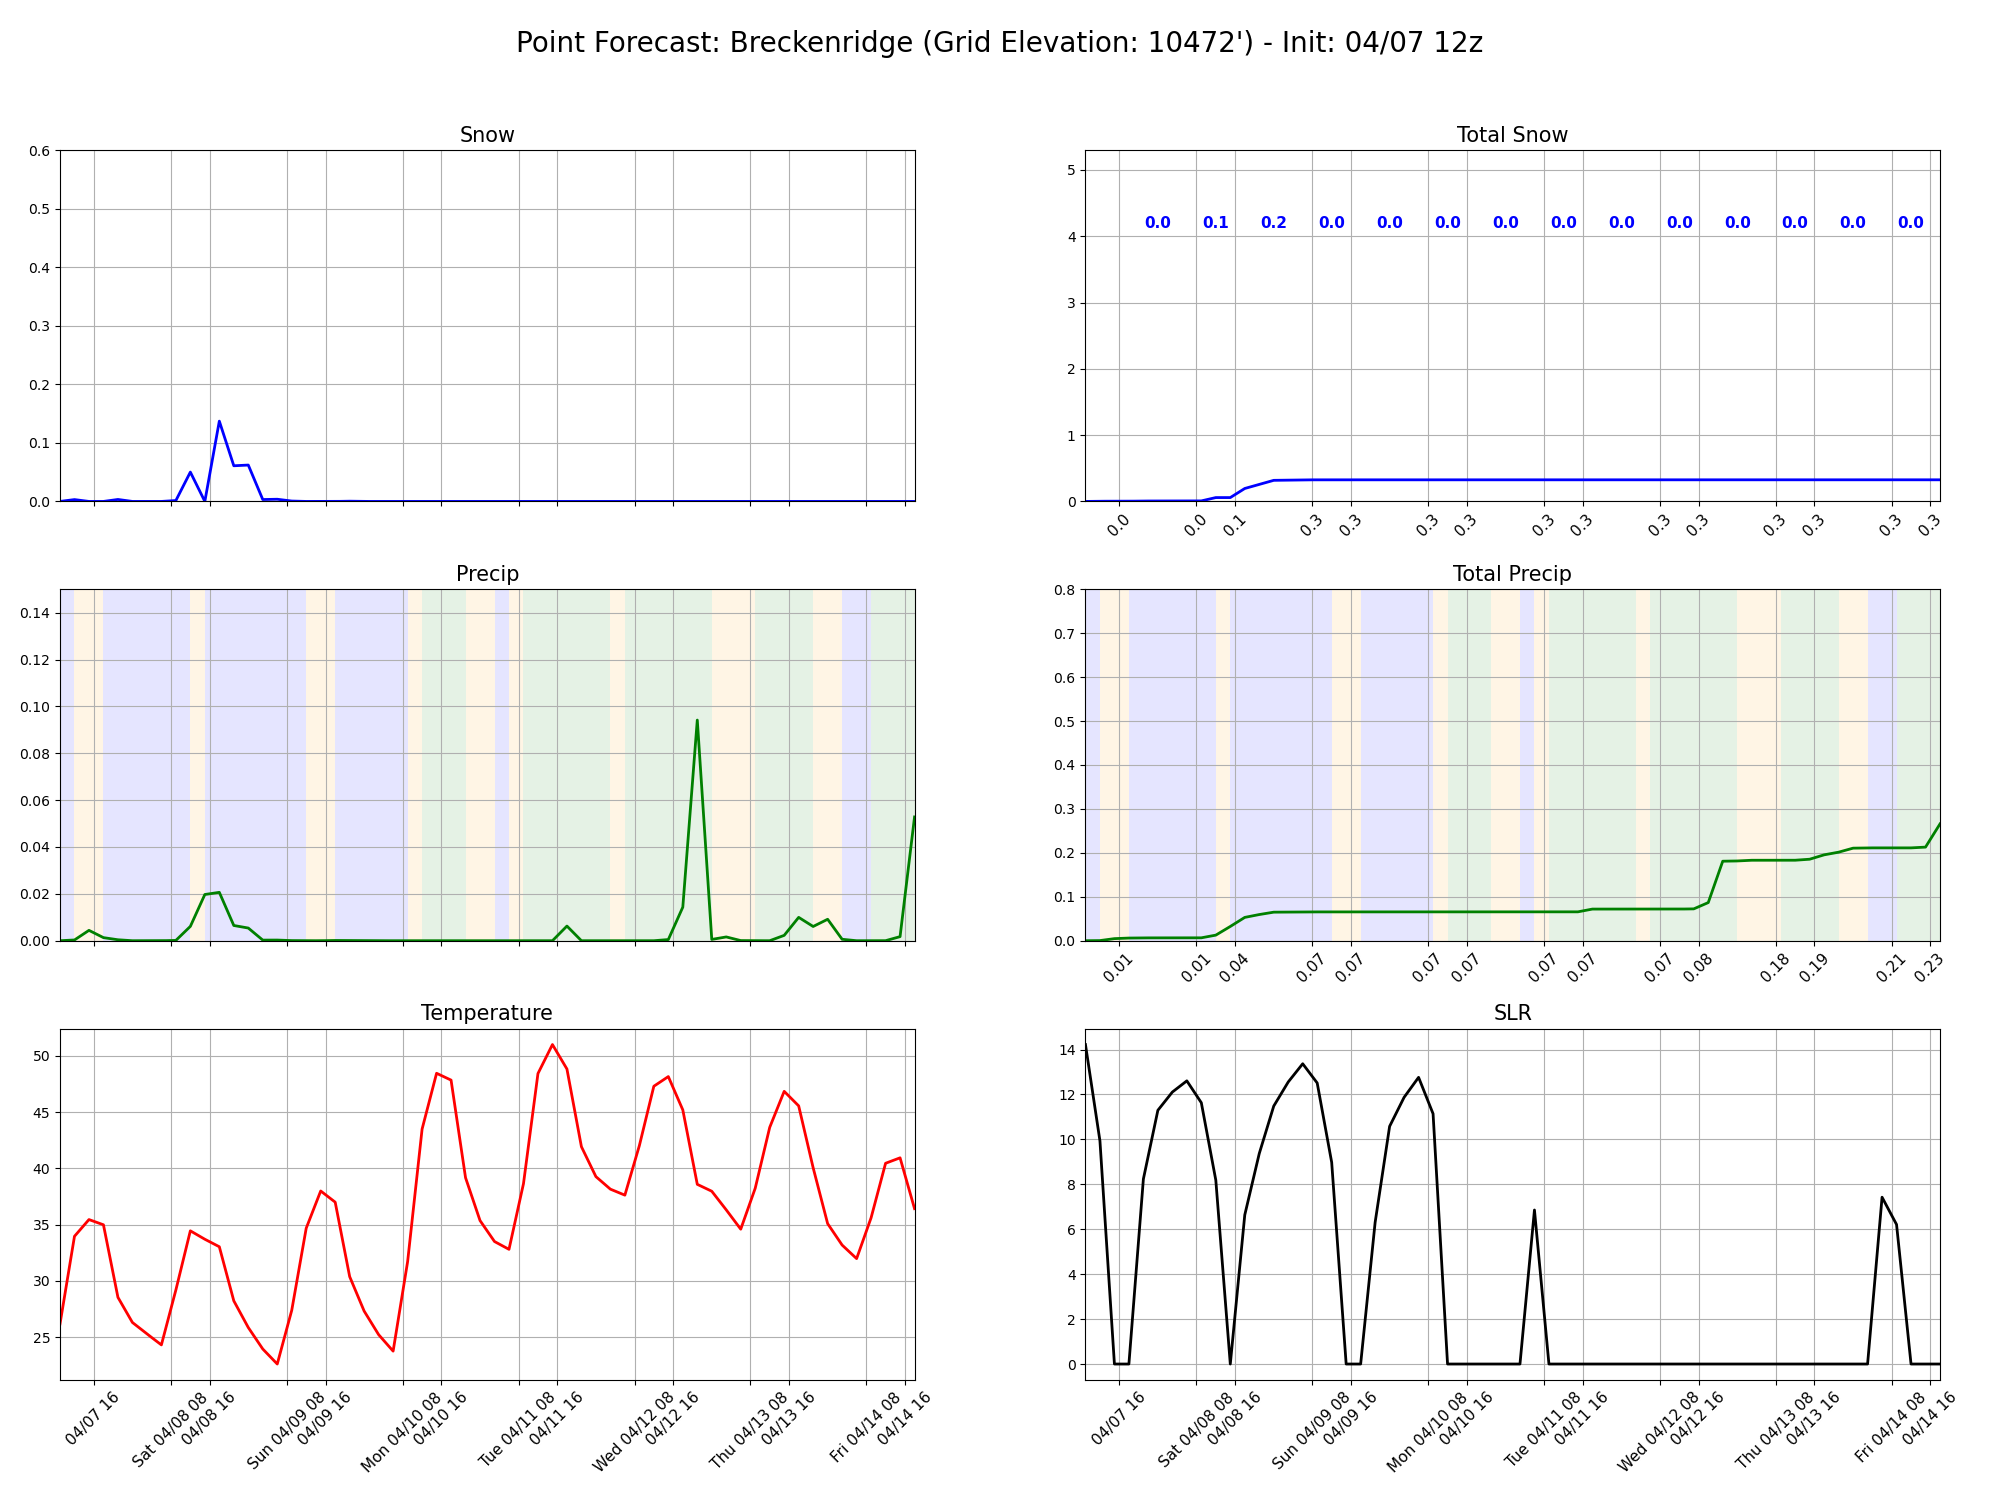 Point Forecast: Breckenridge (Grid Elevation: 10472') - Init: 04/07 12z
Snow
0.6
0.5
0.4
0.3
0.2
0.1
0.0
Total Snow
5
4
3
2
1
0
0.0 0.1 0.2 0.0 0.0 0.0 0.0 0.0 0.0 0.0 0.0 0.0 0.0 0.0
0.0 0.0 0.1 0.3 0.3 0.3 0.3 0.3 0.3 0.3 0.3 0.3 0.3 0.3 0.3
Precip
0.14
0.12
0.10
0.08
0.06
0.04
0.02
0.00
Total Precip
0.8
0.7
0.6
0.5
0.4
0.3
0.2
0.1
0.0
0.01 0.01 0.04 0.07 0.07 0.07 0.07 0.07 0.07 0.07 0.08 0.18 0.19 0.21 0.23
Temperature
50
45
40
35
30
25
04/07 16
Sat 04/08 08
04/08 16
Sun 04/09 08
04/09 16
Mon 04/10 08
04/10 16
Tue 04/11 08
04/11 16
Wed 04/12 08
04/12 16
Thu 04/13 08
04/13 16
Fri 04/14 08
04/14 16
SLR
14
12
10
8
6
4
2
0
04/07 16
Sat 04/08 08
04/08 16
Sun 04/09 08
04/09 16
Mon 04/10 08
04/10 16
Tue 04/11 08
04/11 16
Wed 04/12 08
04/12 16
Thu 04/13 08
04/13 16
Fri 04/14 08
04/14 16